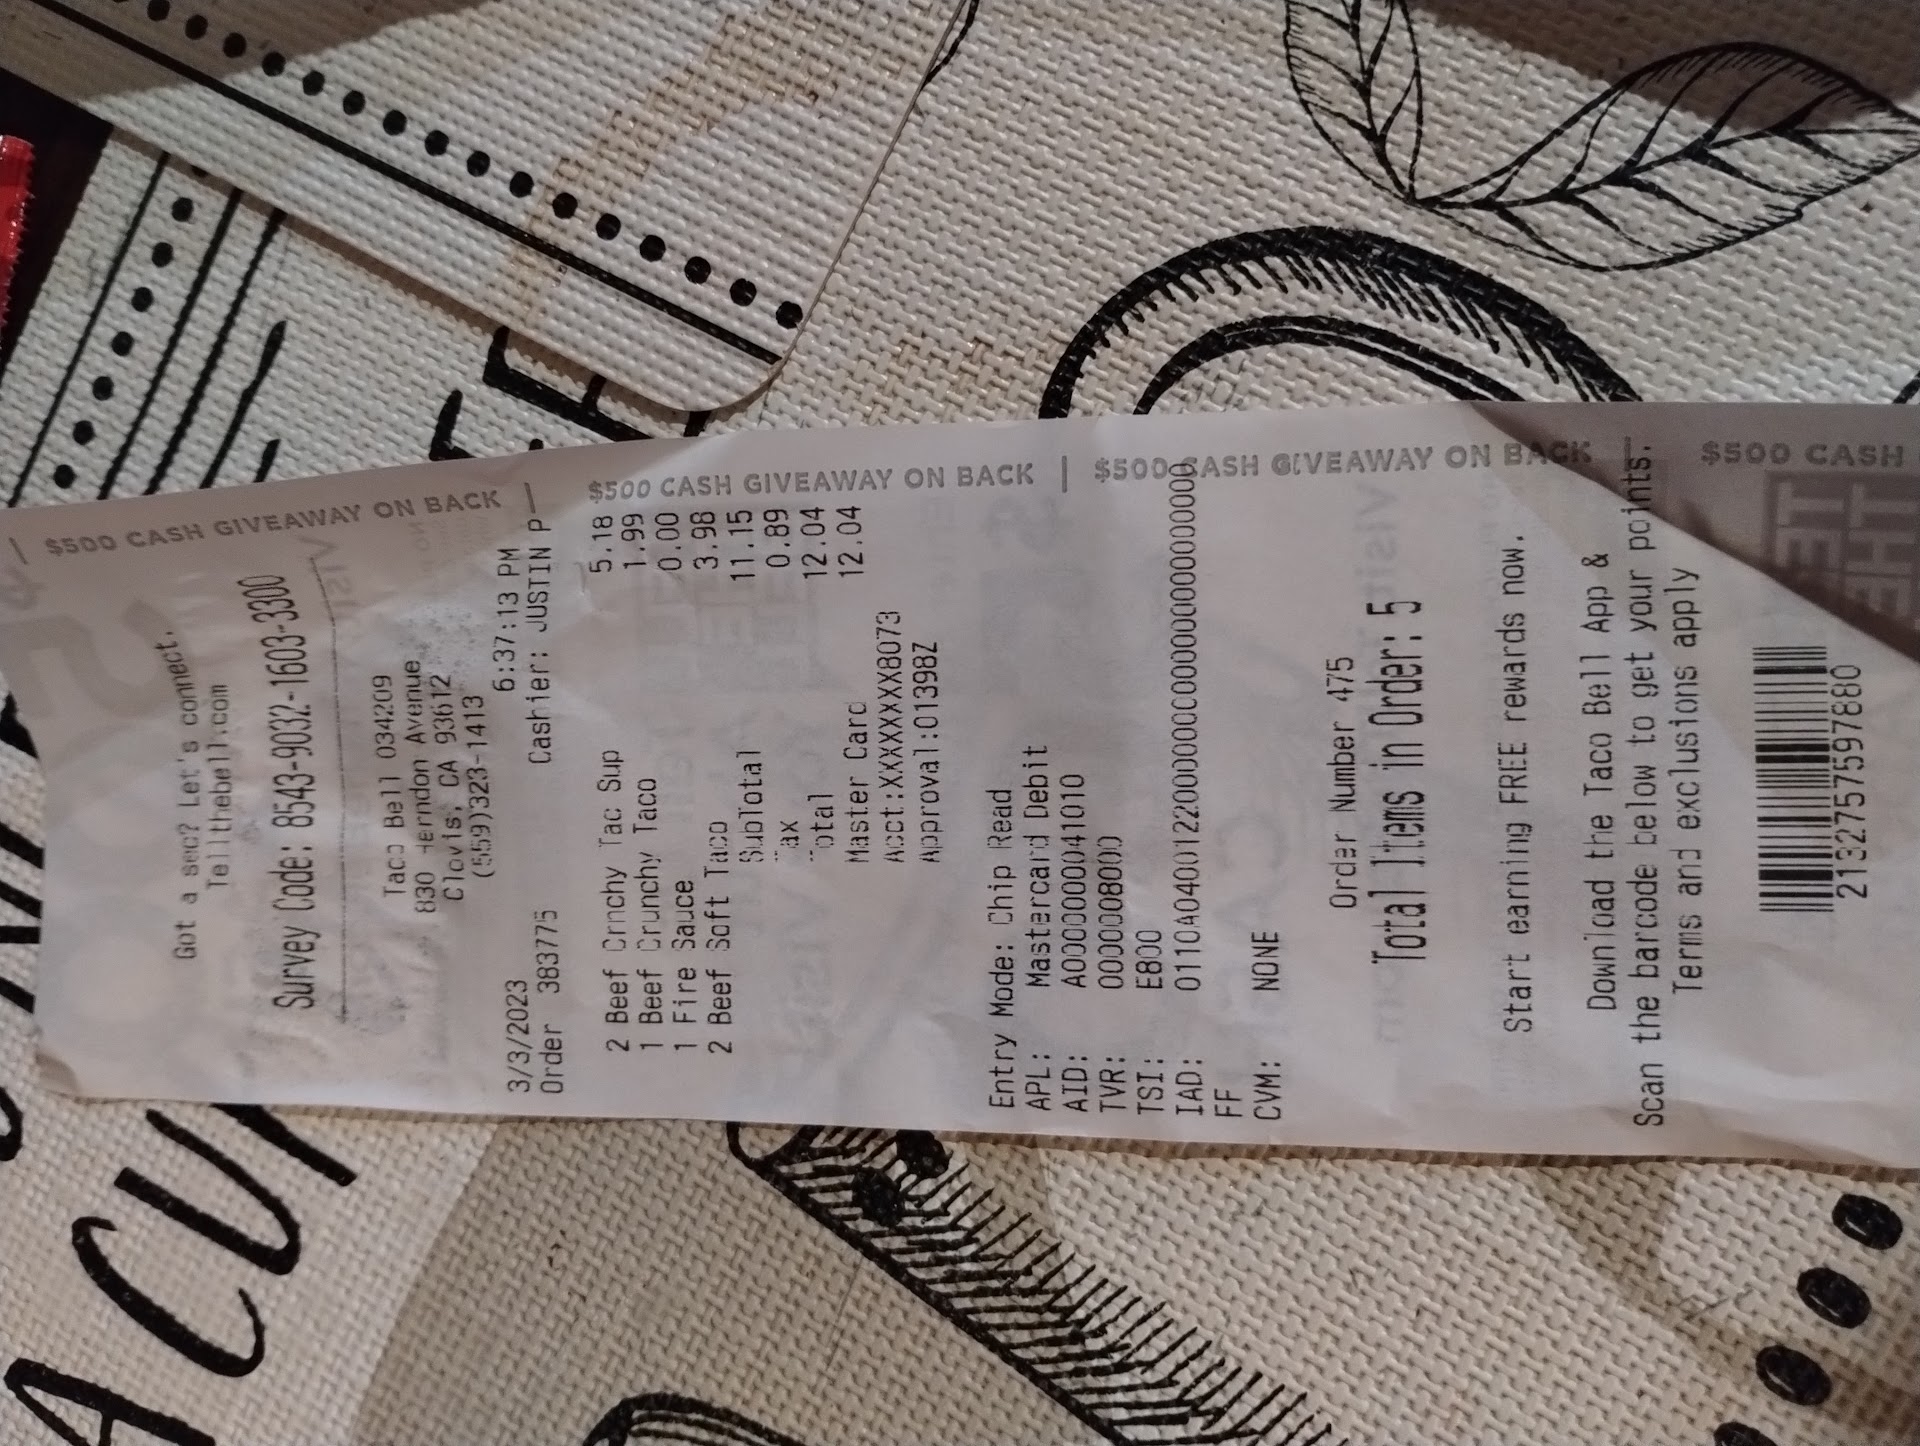 Got a sec? Let's connect.
Tellthebell.com
Survey Code: 8543-9032-1603-3300
Taco Bell 034209
830 Herndon Avenue
Clovis, CA 93612
(559)323-1413
3/3/2023 6:37:13 PM
Order 383775 Cashier: JUSTIN P
2 Beef Crnchy Tac Sup 5.18
1 Beef Crunchy Taco 1.99
1 Fire Sauce 0.00
2 Beef Soft Taco 3.98
SubTotal 11.15
Tax 0.89
Total 12.04
Master Card 12.04
Acct:XXXXXXXX8073
Approval:01398Z
Entry Mode: Chip Read
APL: Mastercard Debit
AID: A0000000041010
TVR: 0000008000
TSI: E800
IAD:
FF
CVM: NONE
Order Number 475
Total Items in Order: 5
Start earning FREE rewards now.
Download the Taco Bell App &
Scan the barcode below to get your points.
Terms and exclusions apply
21327575597880
$500 CASH GIVEAWAY ON BACK | $500 CASH GIVEAWAY ON BACK | $500 CASH GIVEAWAY ON BACK
$500 CASH